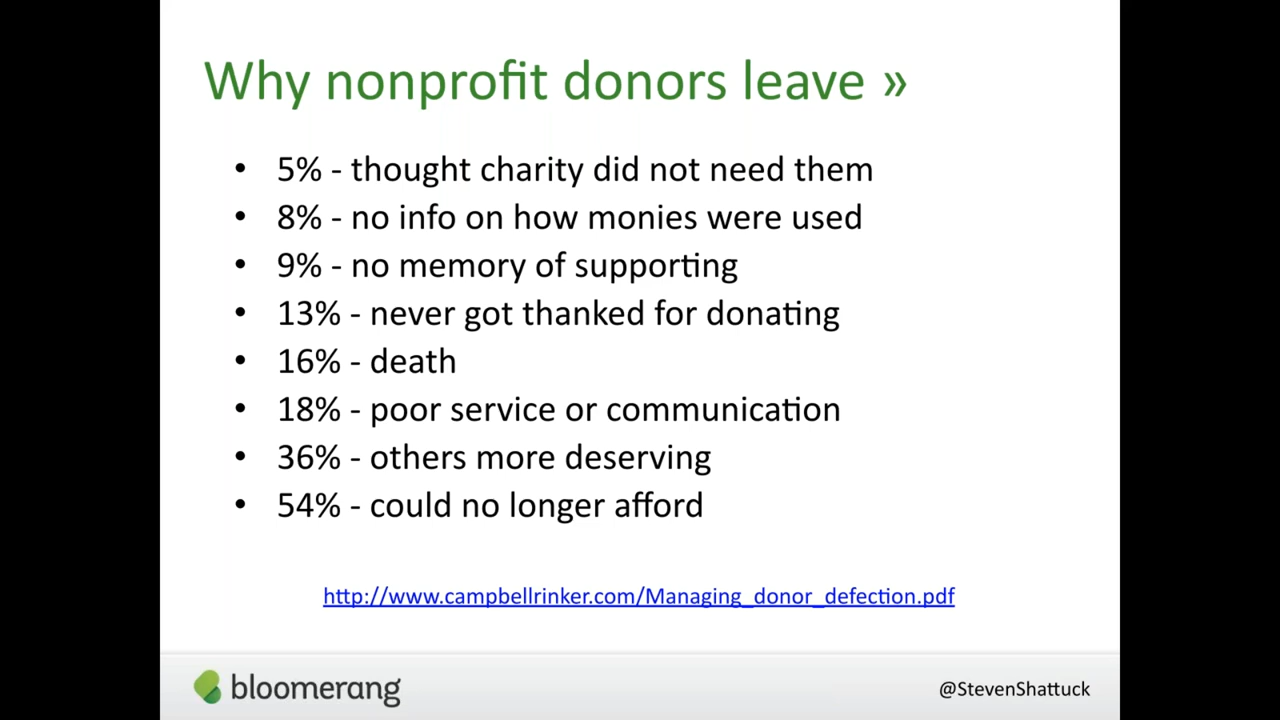 Why nonprofit donors leave »
• 5% - thought charity did not need them
• 8% - no info on how monies were used
• 9% - no memory of supporting
• 13% - never got thanked for donating
• 16% - death
• 18% - poor service or communication
• 36% - others more deserving
• 54% - could no longer afford
http://www.campbellrinker.com/Managing_donor_defection.pdf
bloomerang
@StevenShattuck